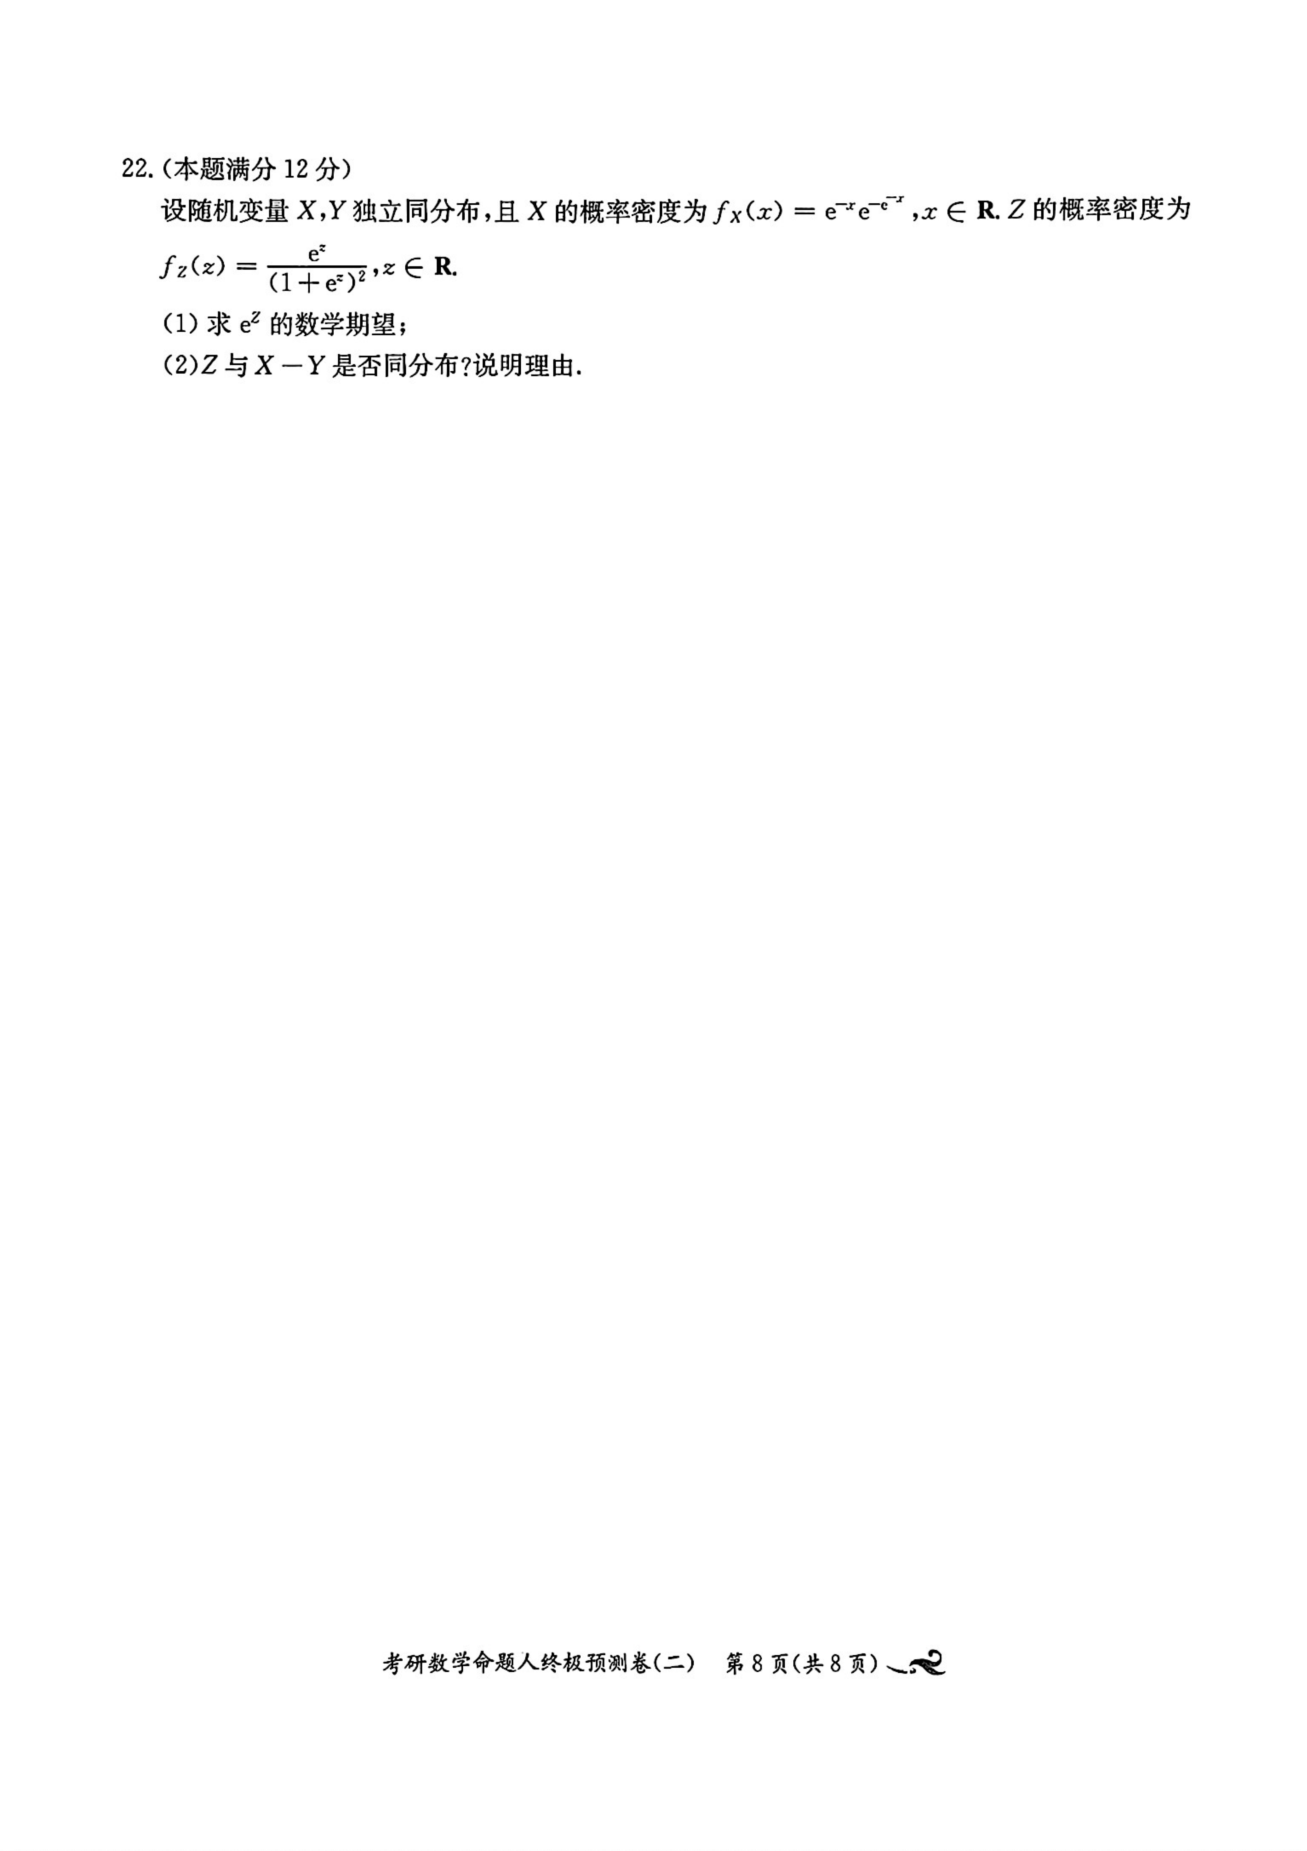 22.(本题满分 12 分)
设随机变量 X,Y 独立同分布,且 X 的概率密度为 $f_X(x) = e^{-x}e^{-e^{-x}}$,x ∈ R. Z 的概率密度为
$f_Z(z) = \frac{e^z}{(1+e^z)^2}$,z ∈ R.
(1) 求 $e^Z$ 的数学期望;
(2)Z 与 X－Y 是否同分布?说明理由.
考研数学命题人终极预测卷(二) 第 8 页(共 8 页)